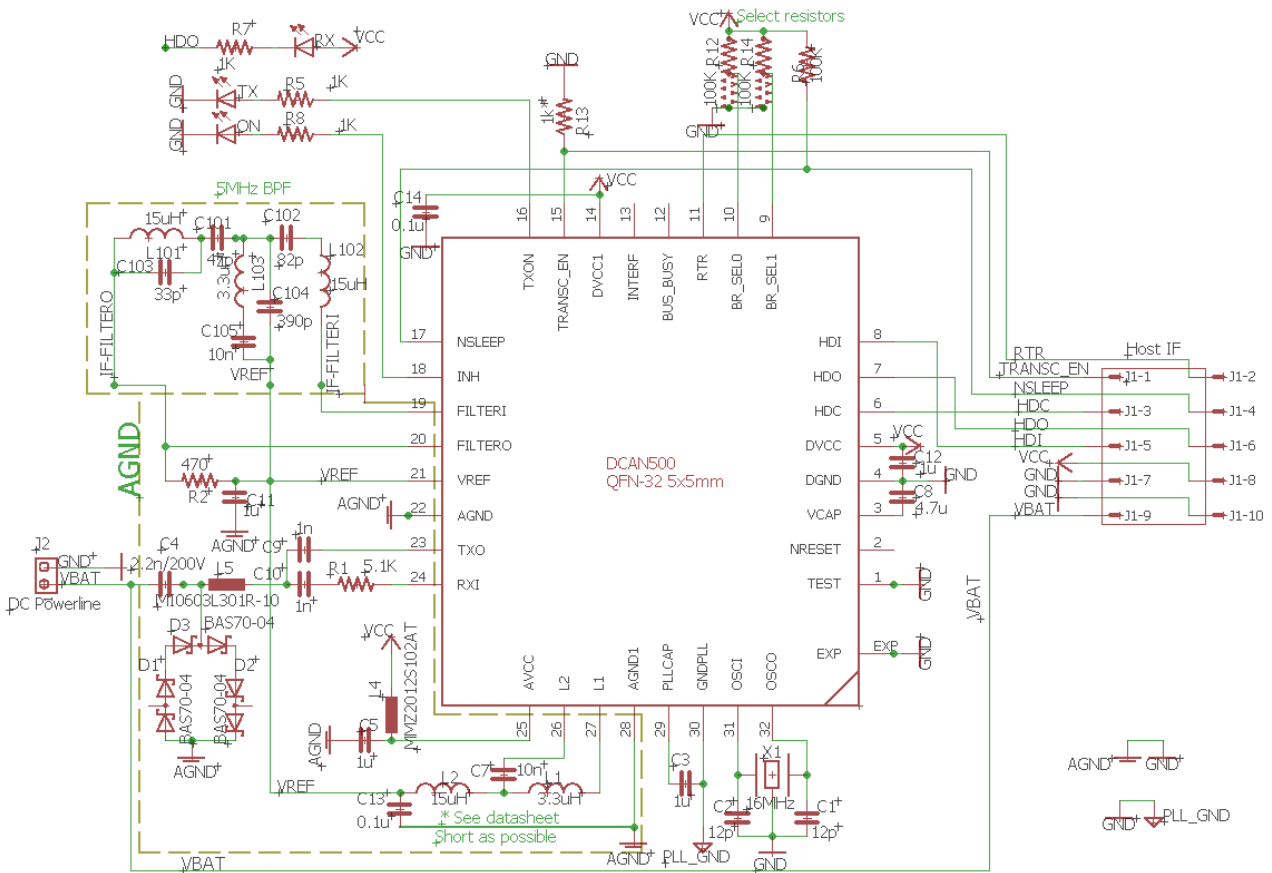 Select resistors
VCC
HDO
R7
RX
VCC
1K
GND
TX
R5
1K
GND
ON
R8
1K
GND
1k*
R13
R12
100K
R14
100K
R6
100K
GND
5MHz BPF
15uH
L101
C101
C102
82p
L102
15uH
C103
33p
3.3u
L103
C104
390p
C105
10n
VREF
IF-FILTERO
IF-FILTERI
C14
0.1u
GND
VCC
16
15
14
13
12
11
10
9
TXON
TRANSC_EN
DVCC1
INTERF
BUS_BUSY
RTR
BR_SEL0
BR_SEL1
17
NSLEEP
18
INH
19
FILTERI
20
FILTERO
21
VREF
22
AGND
23
TXO
24
RXI
HDI
8
HDO
7
HDC
6
DVCC
5
DGND
4
VCAP
3
NRESET
2
TEST
1
EXP
EXP
DCAN500
QFN-32 5x5mm
VCC
C12
1u
GND
C8
4.7u
GND
GND
Host IF
RTR
TRANSC_EN
NSLEEP
HDC
HDO
HDI
VCC
GND
GND
VBAT
J1-1
J1-2
J1-3
J1-4
J1-5
J1-6
J1-7
J1-8
J1-9
J1-10
VBAT
AGND
470
R2
VREF
C11
1u
AGND
AGND
J2
GND
VBAT
DC Powerline
C4
2.2n/200V
L5
M10603L301R-10
C9
1n
C10
1n
R1
5.1K
D3
BAS70-04
D1
BAS70-04
D2
BAS70-04
AGND
VCC
L4
MMZ2012S102AT
AGND
C5
1u
AVCC
L2
L1
AGND1
PLLCAP
GNDPLL
OSCI
OSCO
25
26
27
28
29
30
31
32
VREF
L2
15uH
C7
10n
L1
3.3uH
C13
0.1u
* See datasheet
Short as possible
AGND
C3
1u
PLL_GND
X1
16MHz
C2
12p
C1
12p
GND
VBAT
AGND
GND
GND
PLL_GND